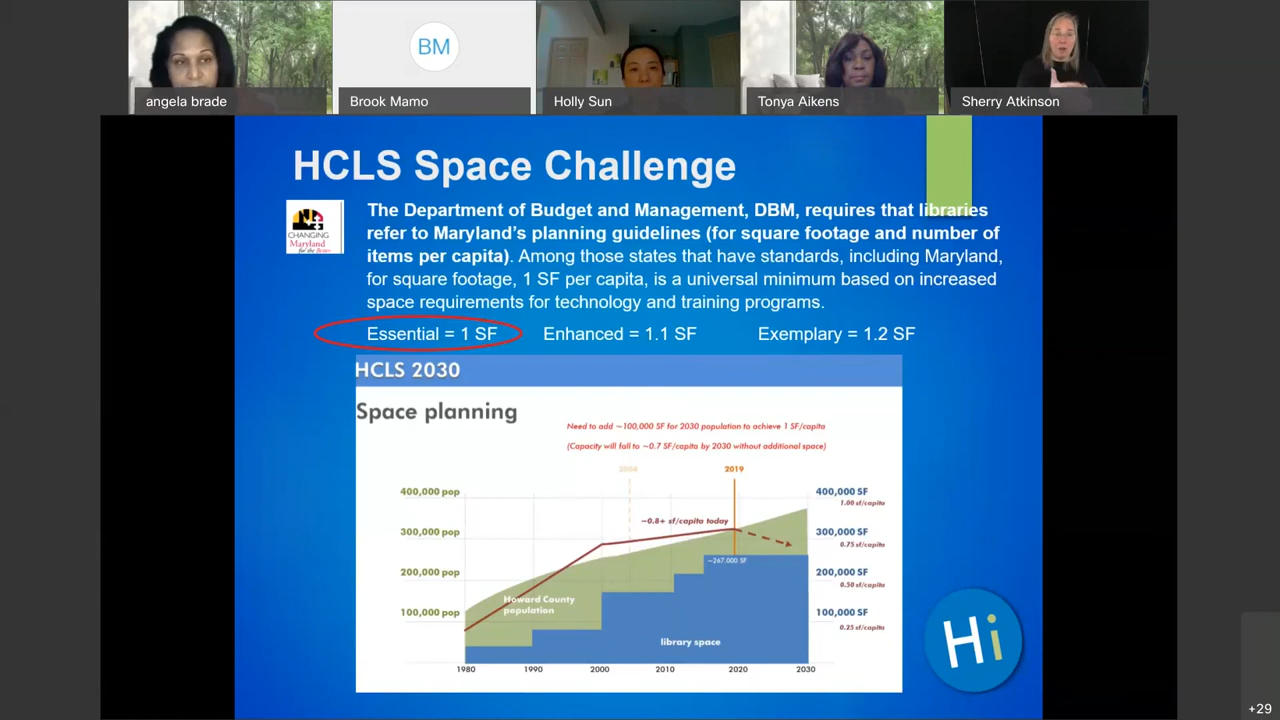 BM
angela brade
Brook Mamo
Holly Sun
Tonya Aikens
Sherry Atkinson
HCLS Space Challenge
CHANGING
Maryland
for the Better
The Department of Budget and Management, DBM, requires that libraries
refer to Maryland's planning guidelines (for square footage and number of
items per capita). Among those states that have standards, including Maryland,
for square footage, 1 SF per capita, is a universal minimum based on increased
space requirements for technology and training programs.
Essential = 1 SF Enhanced = 1.1 SF Exemplary = 1.2 SF
HCLS 2030
Space planning
Need to add ~100,000 SF for 2030 population to achieve 1 SF/capita
(Capacity will fall to ~0.7 SF/capita by 2030 without additional space)
2004 2019
400,000 pop 400,000 SF
1.00 sf/capita
~0.8+ sf/capita today
300,000 pop 300,000 SF
0.75 sf/capita
~267,000 SF
200,000 pop 200,000 SF
0.50 sf/capita
Howard County
population
100,000 pop 100,000 SF
0.25 sf/capita
library space
1980 1990 2000 2010 2020 2030
Hi
+29